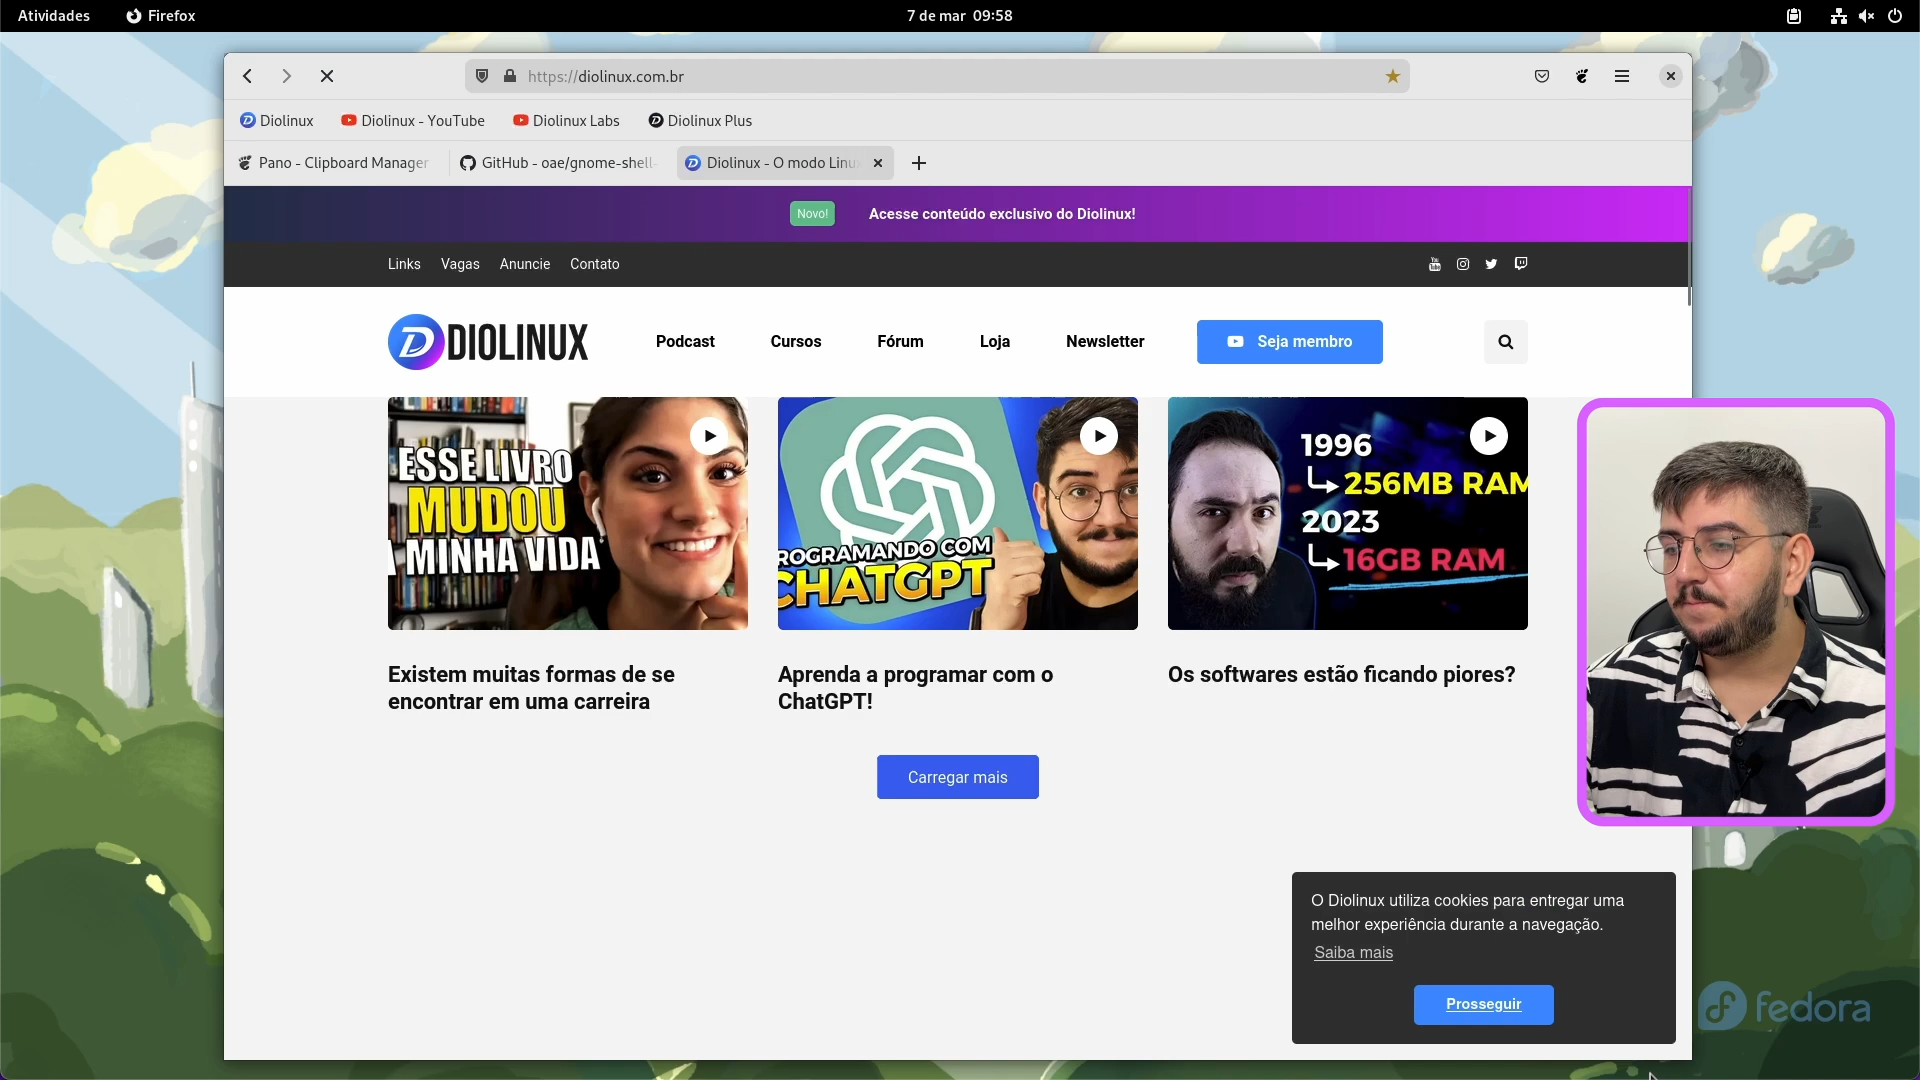 Atividades
Firefox
7 de mar 09:58
https://diolinux.com.br
Diolinux
Diolinux - YouTube
Diolinux Labs
Diolinux Plus
Pano - Clipboard Manager
GitHub - oae/gnome-shell-
Diolinux - O modo Linu
Novo!
Acesse conteúdo exclusivo do Diolinux!
Links
Vagas
Anuncie
Contato
DIOLINUX
Podcast
Cursos
Fórum
Loja
Newsletter
Seja membro
ESSE LIVRO
MUDOU
A MINHA VIDA
ROGRAMANDO COM
CHATGPT
1996
256MB RAM
2023
16GB RAM
Existem muitas formas de se
encontrar em uma carreira
Aprenda a programar com o
ChatGPT!
Os softwares estão ficando piores?
Carregar mais
O Diolinux utiliza cookies para entregar uma
melhor experiência durante a navegação.
Saiba mais
Prosseguir
fedora